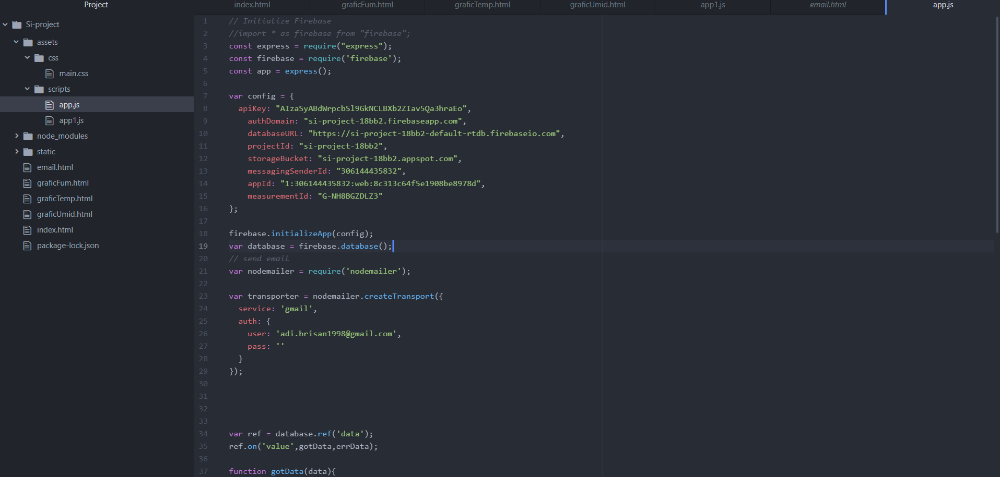 Project
Si-project
assets
css
main.css
scripts
app.js
app1.js
node_modules
static
email.html
graficFum.html
graficTemp.html
graficUmid.html
index.html
package-lock.json
index.html graficFum.html graficTemp.html graficUmid.html app1.js email.html app.js
1 // Initialize Firebase
2 //import * as firebase from "firebase";
3 const express = require("express");
4 const firebase = require('firebase');
5 const app = express();
6
7 var config = {
8 apiKey: "AIzaSyABdWrpcbSl9GkNCLBXb2ZIav5Qa3hraEo",
9 authDomain: "si-project-18bb2.firebaseapp.com",
10 databaseURL: "https://si-project-18bb2-default-rtdb.firebaseio.com",
11 projectId: "si-project-18bb2",
12 storageBucket: "si-project-18bb2.appspot.com",
13 messagingSenderId: "306144435832",
14 appId: "1:306144435832:web:8c313c64f5e1908be8978d",
15 measurementId: "G-NH8BGZDLZ3"
16 };
17
18 firebase.initializeApp(config);
19 var database = firebase.database();
20 // send email
21 var nodemailer = require('nodemailer');
22
23 var transporter = nodemailer.createTransport({
24 service: 'gmail',
25 auth: {
26 user: 'adi.brisan1998@gmail.com',
27 pass: ''
28 }
29 });
30
31
32
33
34 var ref = database.ref('data');
35 ref.on('value',gotData,errData);
36
37 function gotData(data){